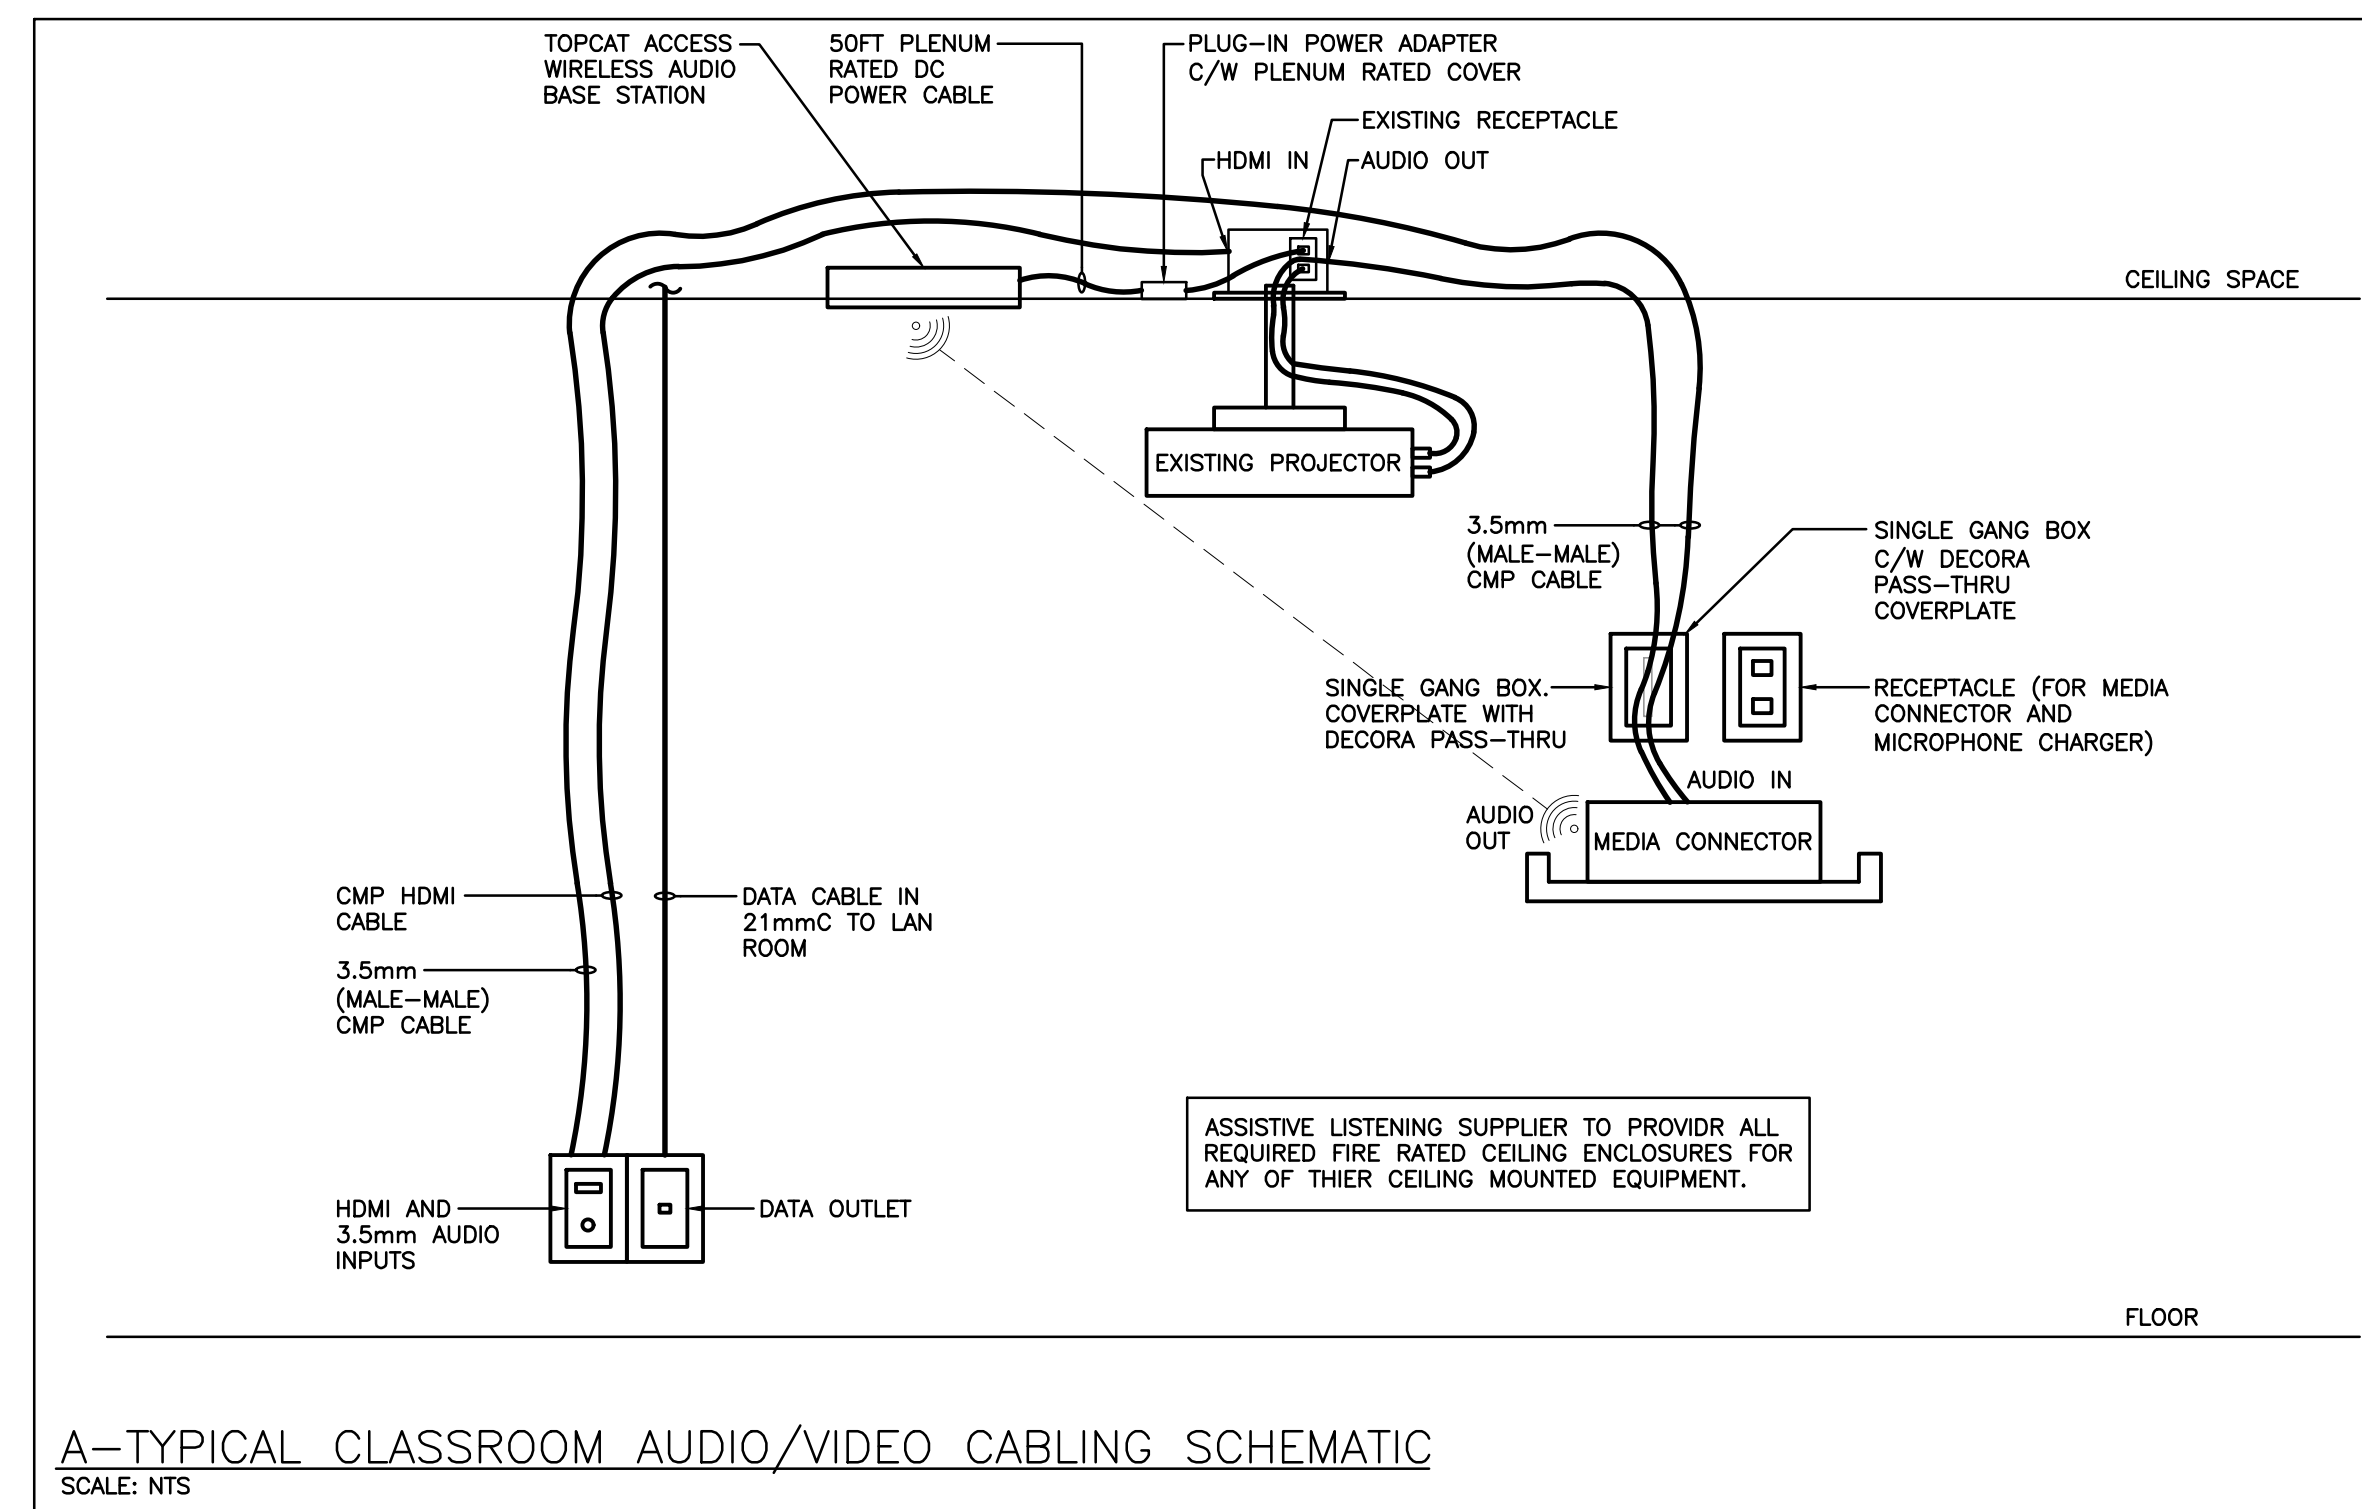 TOPCAT ACCESS
WIRELESS AUDIO
BASE STATION
50FT PLENUM
RATED DC
POWER CABLE
PLUG-IN POWER ADAPTER
C/W PLENUM RATED COVER
EXISTING RECEPTACLE
HDMI IN
AUDIO OUT
CEILING SPACE
EXISTING PROJECTOR
3.5mm
(MALE-MALE)
CMP CABLE
SINGLE GANG BOX
C/W DECORA
PASS-THRU
COVERPLATE
SINGLE GANG BOX.
COVERPLATE WITH
DECORA PASS-THRU
RECEPTACLE (FOR MEDIA
CONNECTOR AND
MICROPHONE CHARGER)
AUDIO IN
AUDIO
OUT
MEDIA CONNECTOR
CMP HDMI
CABLE
DATA CABLE IN
21mmC TO LAN
ROOM
3.5mm
(MALE-MALE)
CMP CABLE
ASSISTIVE LISTENING SUPPLIER TO PROVIDR ALL
REQUIRED FIRE RATED CEILING ENCLOSURES FOR
ANY OF THIER CEILING MOUNTED EQUIPMENT.
HDMI AND
3.5mm AUDIO
INPUTS
DATA OUTLET
FLOOR
A-TYPICAL CLASSROOM AUDIO/VIDEO CABLING SCHEMATIC
SCALE: NTS